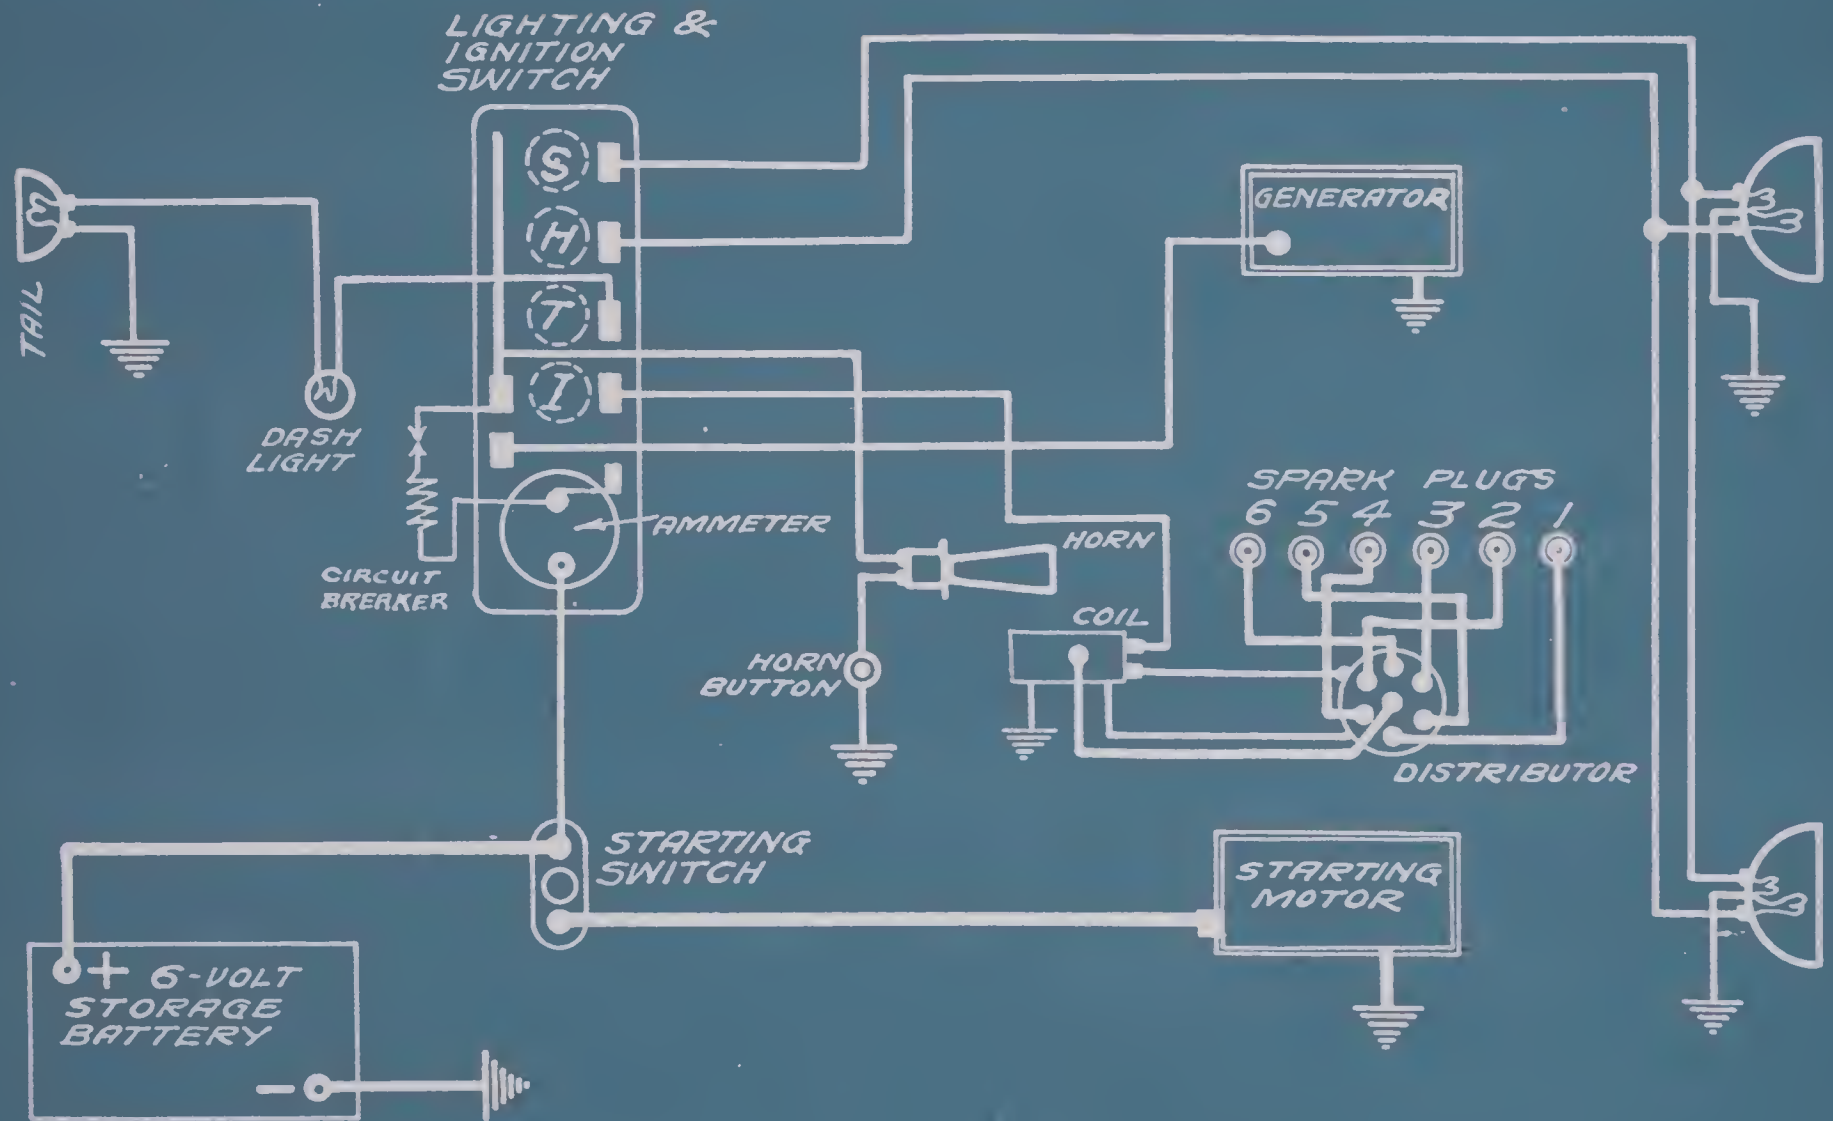 LIGHTING &
IGNITION
SWITCH
S
H
T
I
TAIL
DASH
LIGHT
GENERATOR
AMMETER
CIRCUIT
BREAKER
HORN
SPARK PLUGS
6 5 4 3 2 1
COIL
HORN
BUTTON
DISTRIBUTOR
STARTING
SWITCH
STARTING
MOTOR
+ 6-VOLT
STORAGE
BATTERY
-